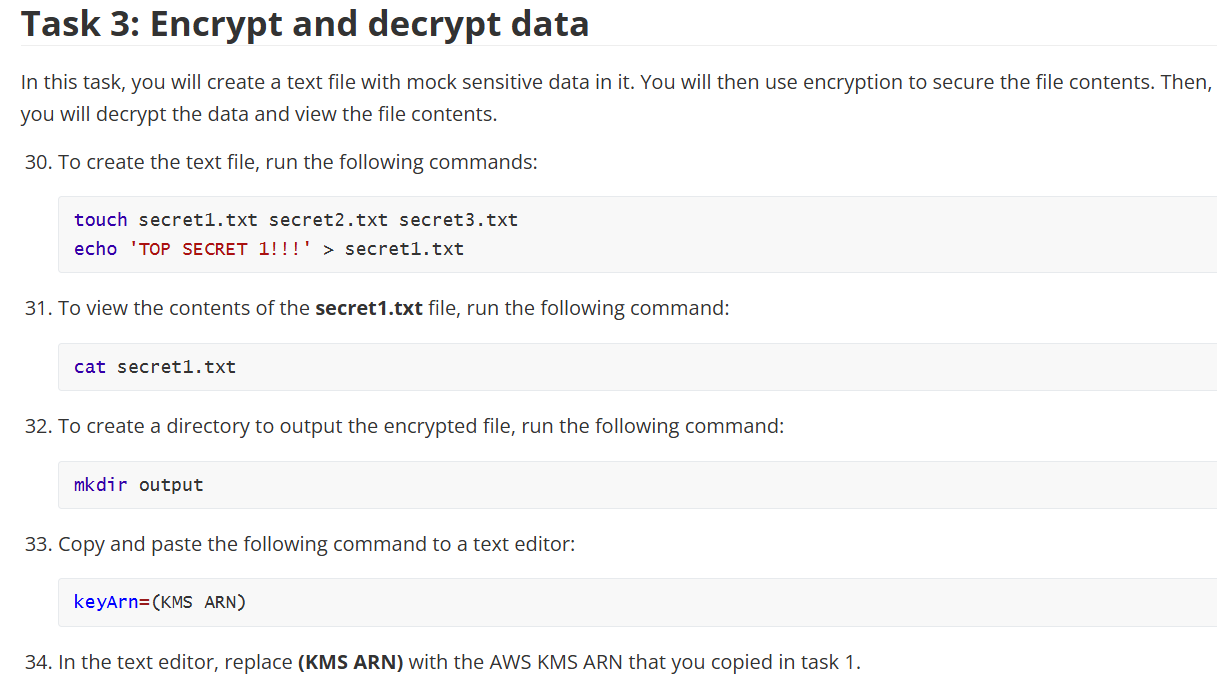 Task 3: Encrypt and decrypt data
In this task, you will create a text file with mock sensitive data in it. You will then use encryption to secure the file contents. Then,
you will decrypt the data and view the file contents.
30. To create the text file, run the following commands:
touch secret1.txt secret2.txt secret3.txt
echo 'TOP SECRET 1!!!' > secret1.txt
31. To view the contents of the secret1.txt file, run the following command:
cat secret1.txt
32. To create a directory to output the encrypted file, run the following command:
mkdir output
33. Copy and paste the following command to a text editor:
keyArn=(KMS ARN)
34. In the text editor, replace (KMS ARN) with the AWS KMS ARN that you copied in task 1.